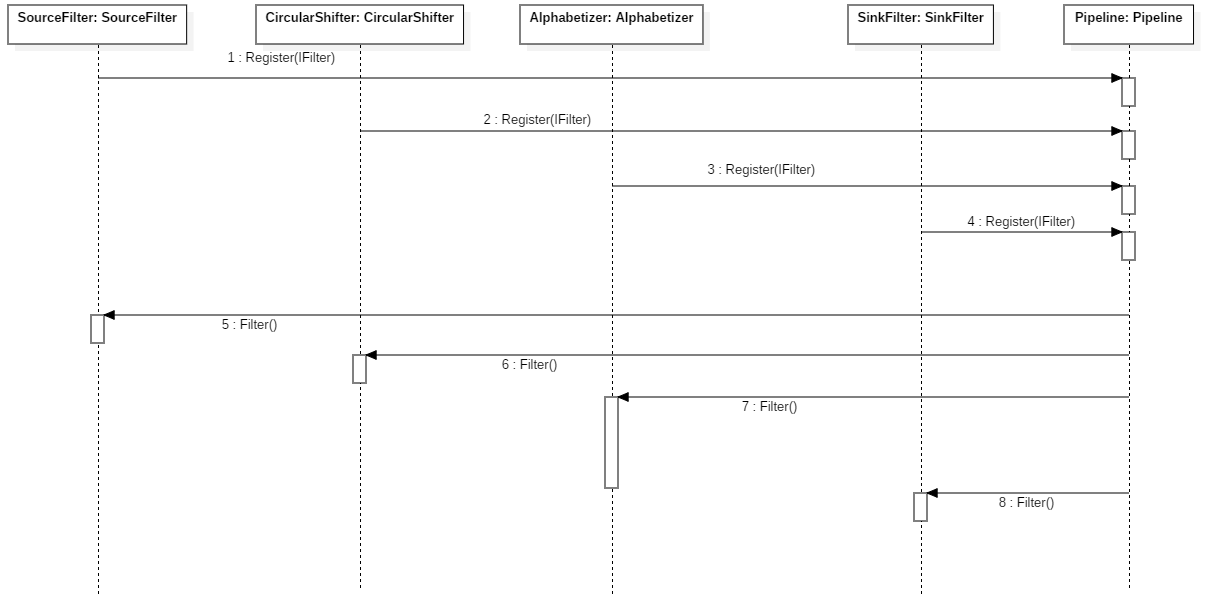 SourceFilter: SourceFilter
CircularShifter: CircularShifter
Alphabetizer: Alphabetizer
SinkFilter: SinkFilter
Pipeline: Pipeline
1 : Register(IFilter)
2 : Register(IFilter)
3 : Register(IFilter)
4 : Register(IFilter)
5 : Filter()
6 : Filter()
7 : Filter()
8 : Filter()